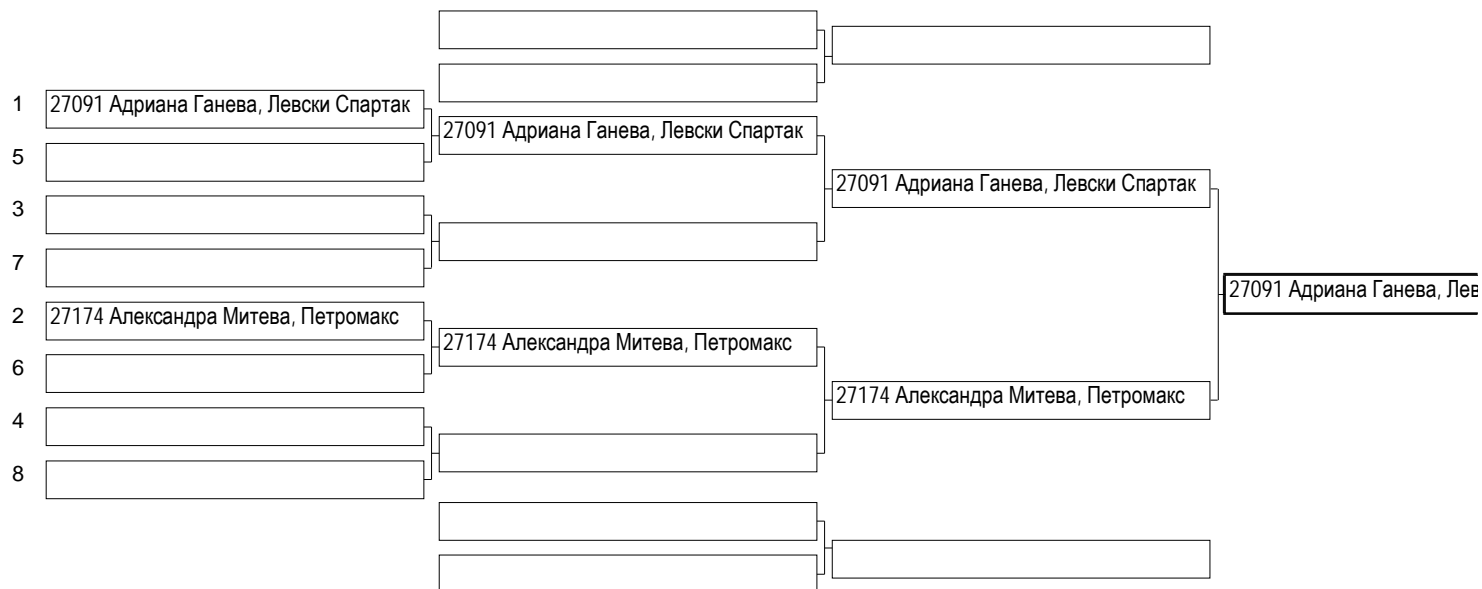 1
27091 Адриана Ганева, Левски Спартак
5
3
7
2
27174 Александра Митева, Петромакс
6
4
8
27091 Адриана Ганева, Левски Спартак
27174 Александра Митева, Петромакс
27091 Адриана Ганева, Левски Спартак
27174 Александра Митева, Петромакс
27091 Адриана Ганева, Лев